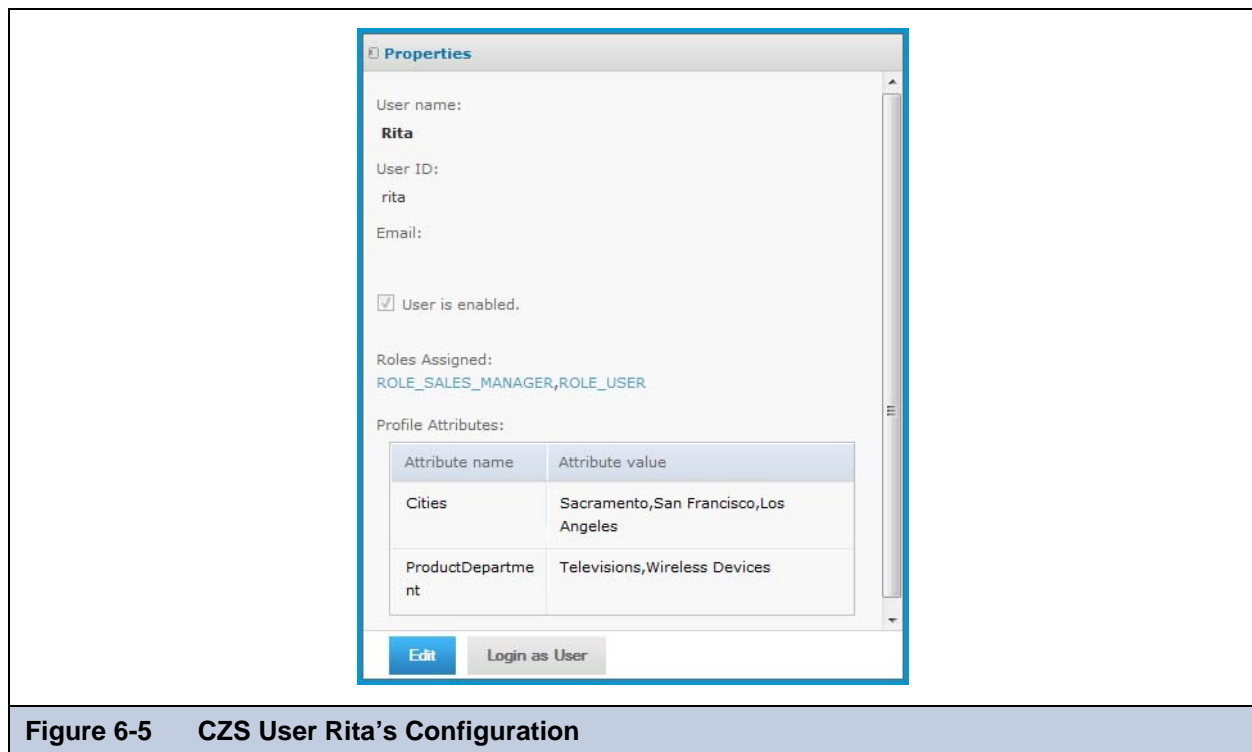 Properties
User name:
Rita
User ID:
rita
Email:
User is enabled.
Roles Assigned:
ROLE_SALES_MANAGER,ROLE_USER
Profile Attributes:
Attribute name Attribute value
Cities Sacramento,San Francisco,Los
Angeles
ProductDepartme Televisions,Wireless Devices
nt
Edit Login as User
Figure 6-5 CZS User Rita’s Configuration